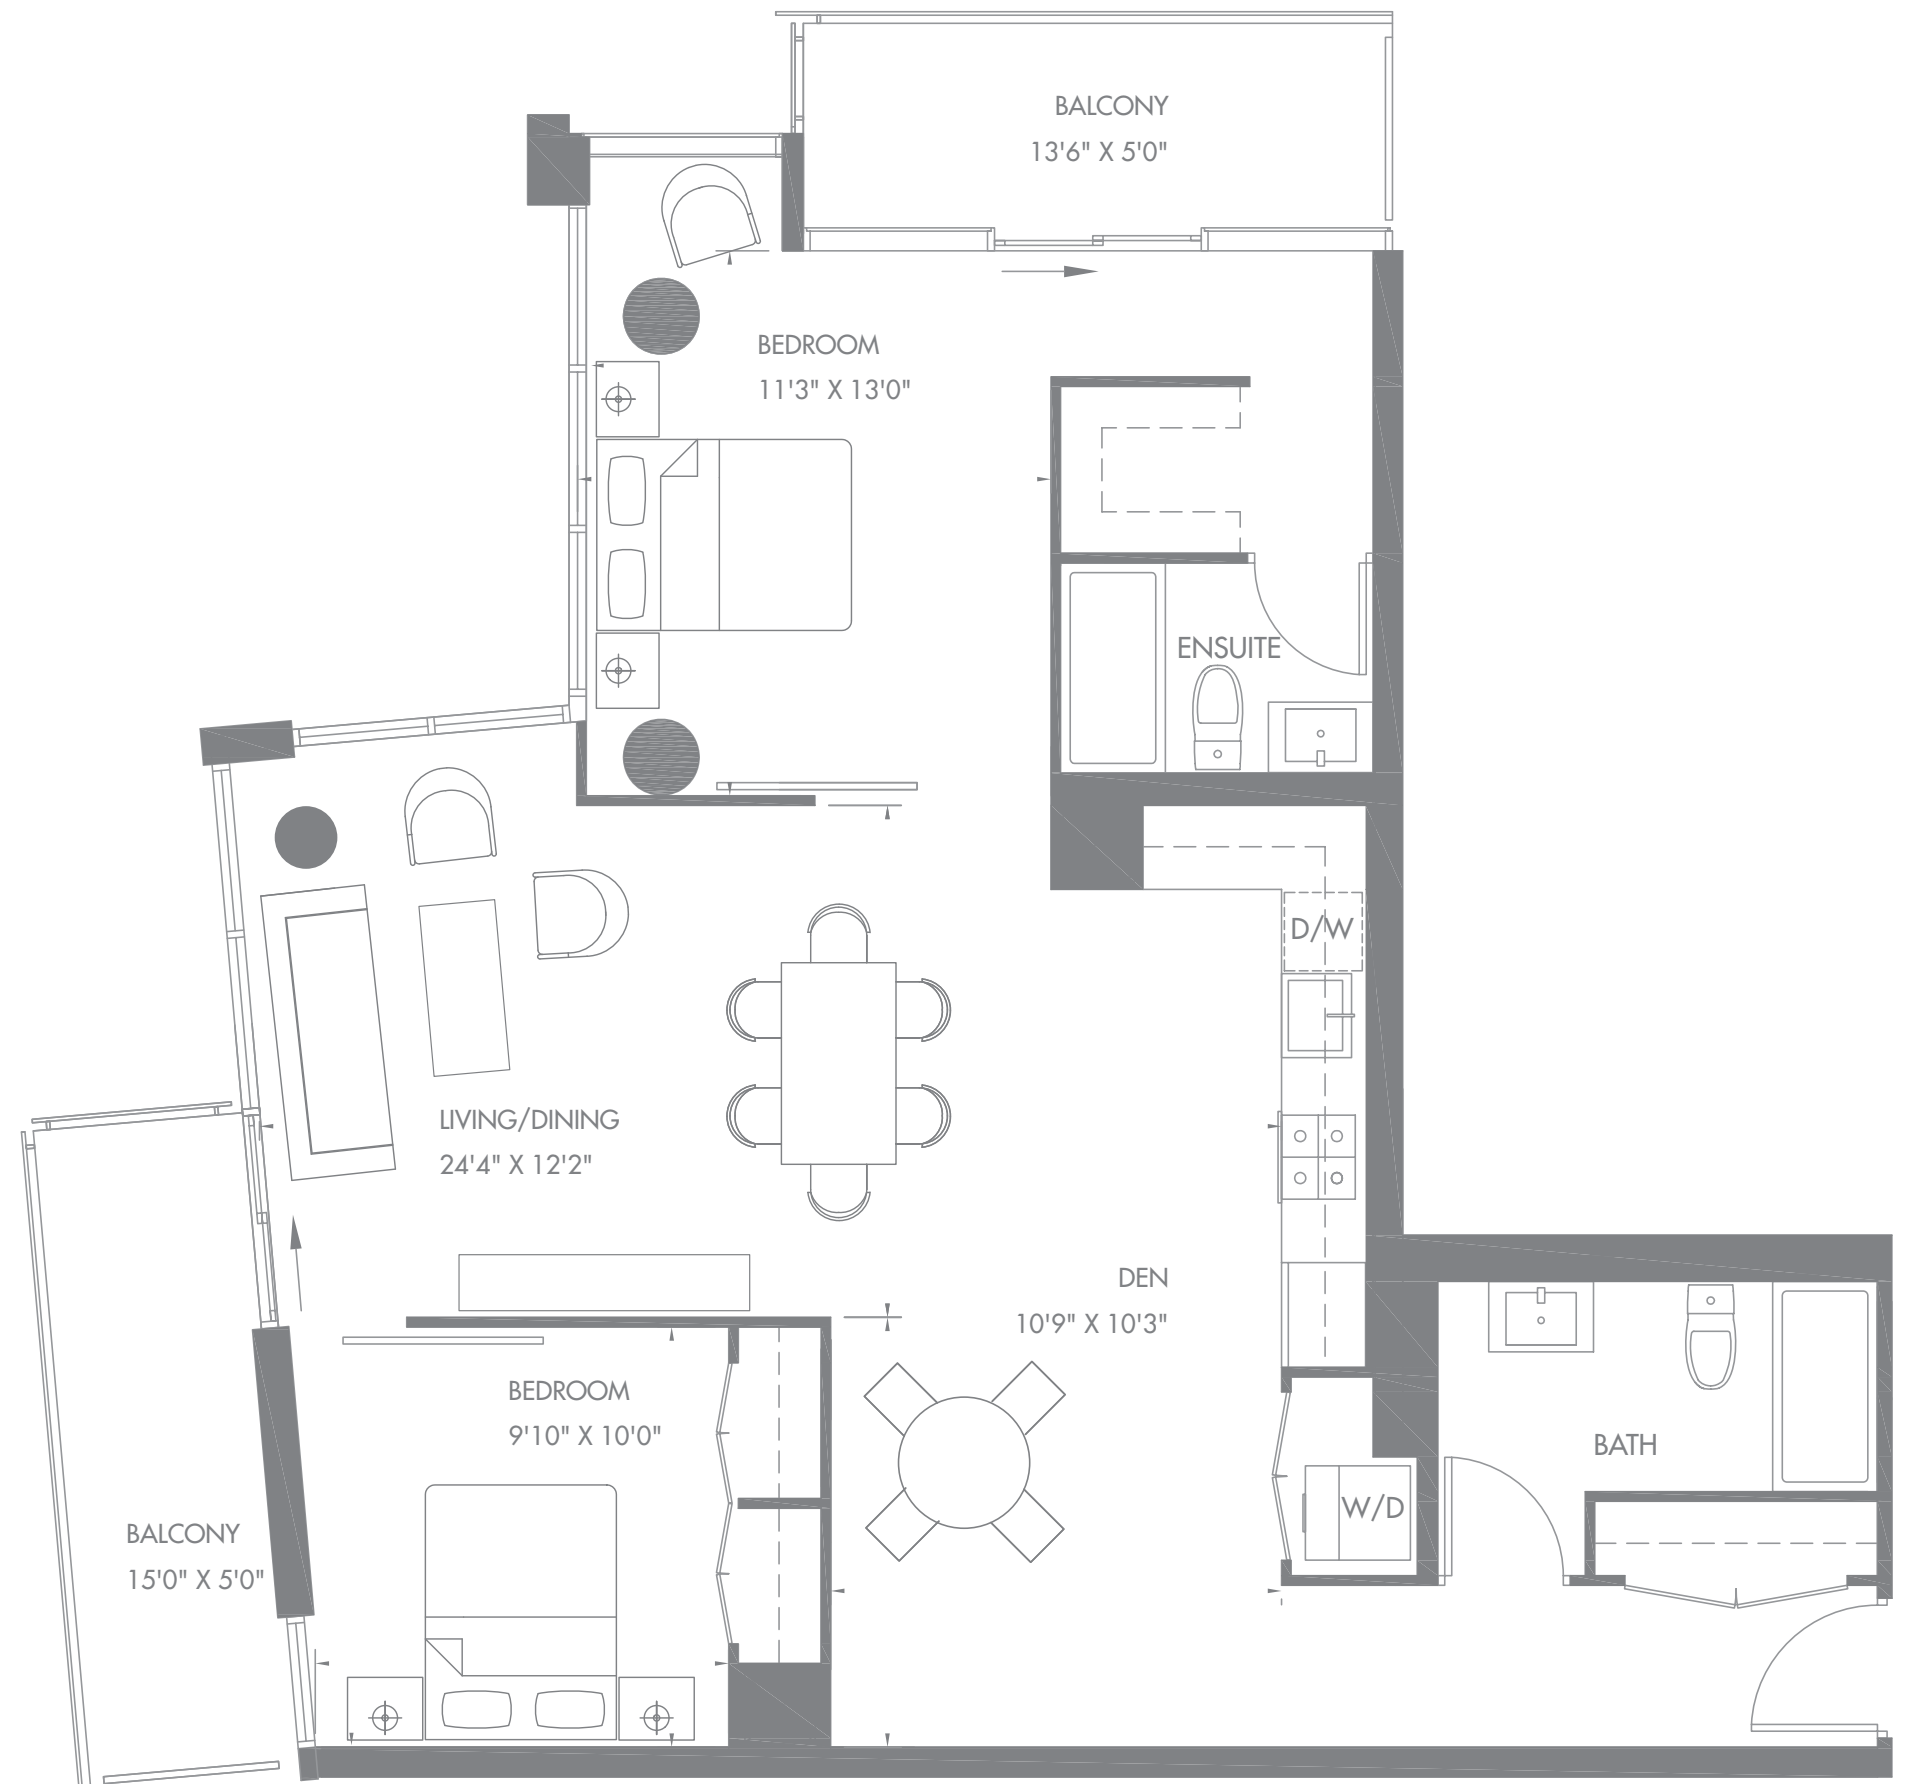 BALCONY
13'6" X 5'0"
BEDROOM
11'3" X 13'0"
ENSUITE
D/W
LIVING/DINING
24'4" X 12'2"
DEN
10'9" X 10'3"
BEDROOM
9'10" X 10'0"
BATH
W/D
BALCONY
15'0" X 5'0"